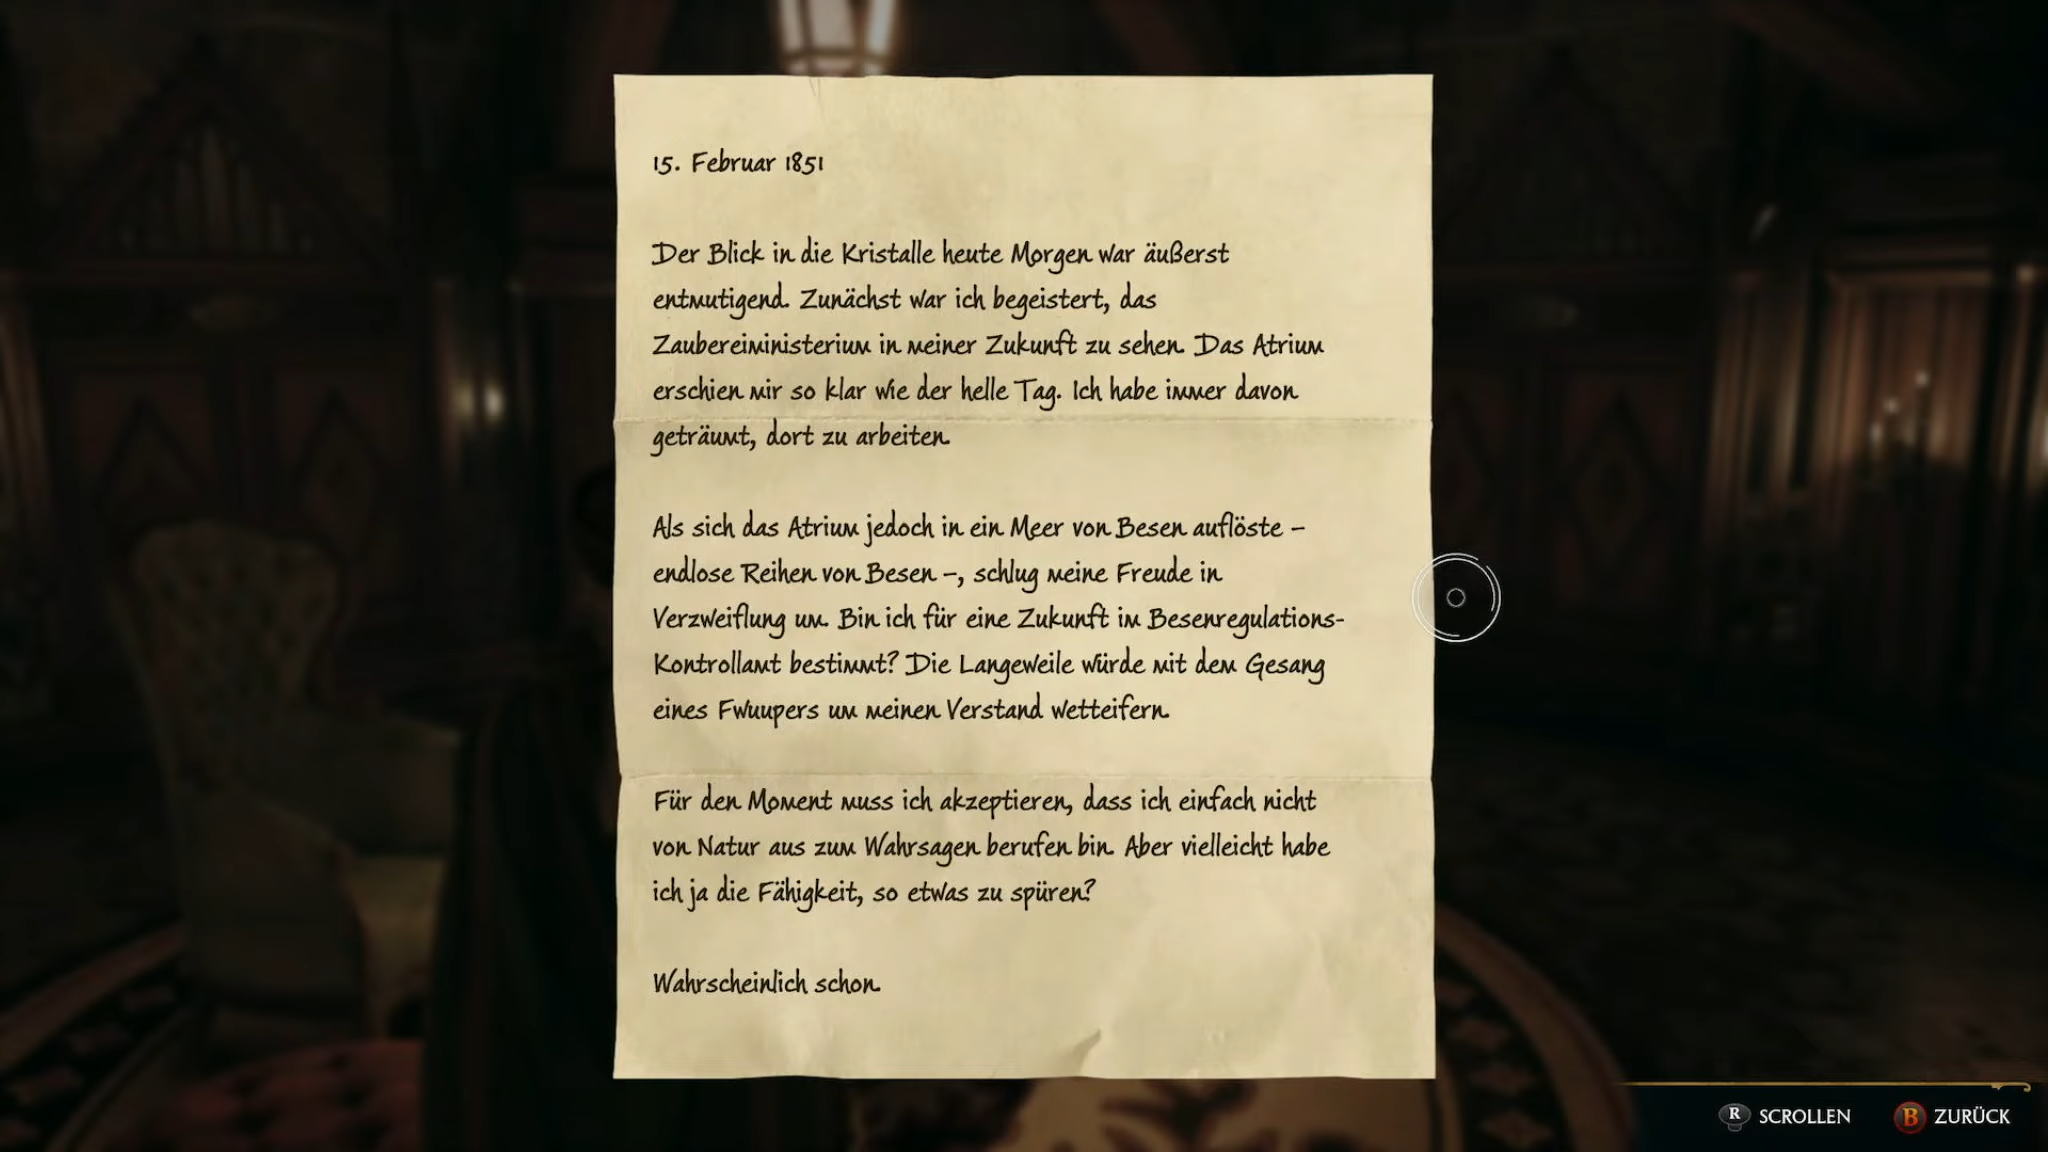 15. Februar 1851
Der Blick in die Kristalle heute Morgen war äußerst
entmutigend. Zunächst war ich begeistert, das
Zaubereiministerium in meiner Zukunft zu sehen. Das Atrium
erschien mir so klar wie der helle Tag. Ich habe immer davon
geträumt, dort zu arbeiten.
Als sich das Atrium jedoch in ein Meer von Besen auflöste –
endlose Reihen von Besen –, schlug meine Freude in
Verzweiflung um. Bin ich für eine Zukunft im Besenregulations-
Kontrollamt bestimmt? Die Langeweile würde mit dem Gesang
eines Fwuupers um meinen Verstand wetteifern.
Für den Moment muss ich akzeptieren, dass ich einfach nicht
von Natur aus zum Wahrsagen berufen bin. Aber vielleicht habe
ich ja die Fähigkeit, so etwas zu spüren?
Wahrscheinlich schon.
R SCROLLEN B ZURÜCK